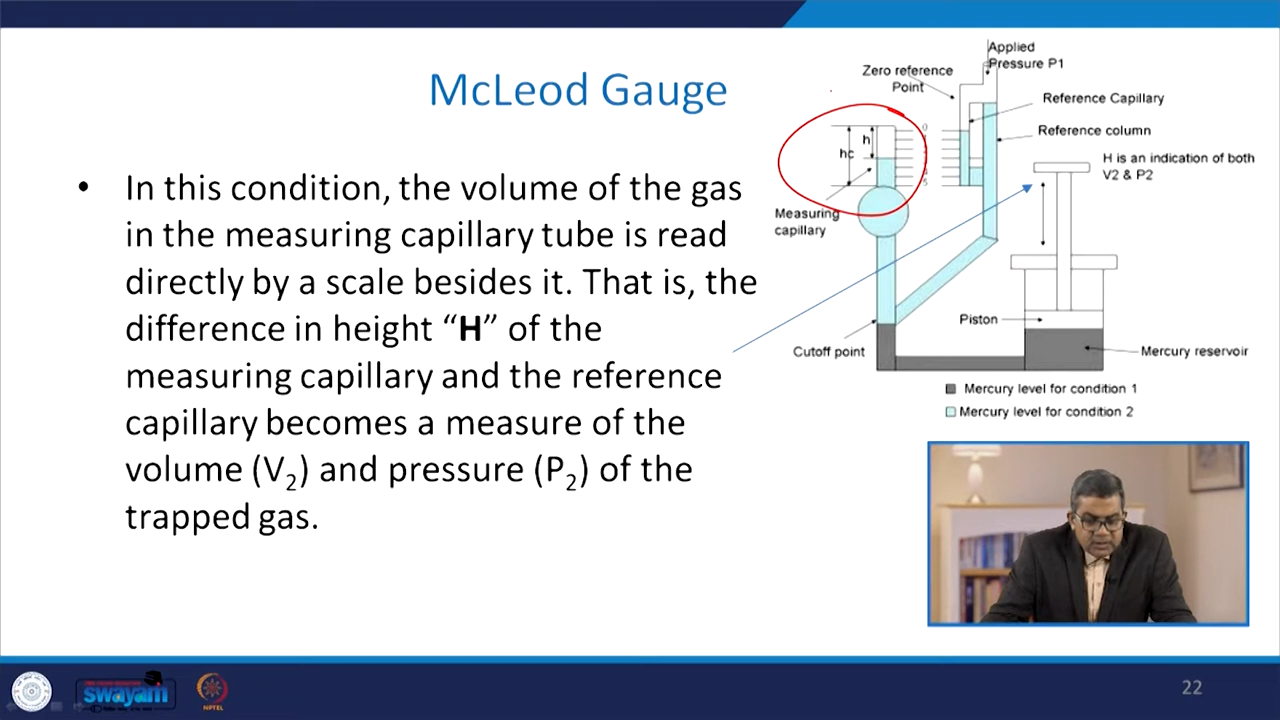 McLeod Gauge
• In this condition, the volume of the gas
in the measuring capillary tube is read
directly by a scale besides it. That is, the
difference in height “H” of the
measuring capillary and the reference
capillary becomes a measure of the
volume (V2) and pressure (P2) of the
trapped gas.
Applied
Pressure P1
Zero reference
Point
Reference Capillary
Reference column
H is an indication of both
V2 & P2
h
hc
0
5
Measuring
capillary
Cutoff point
Piston
Mercury reservoir
Mercury level for condition 1
Mercury level for condition 2
swayam
NPTEL
22